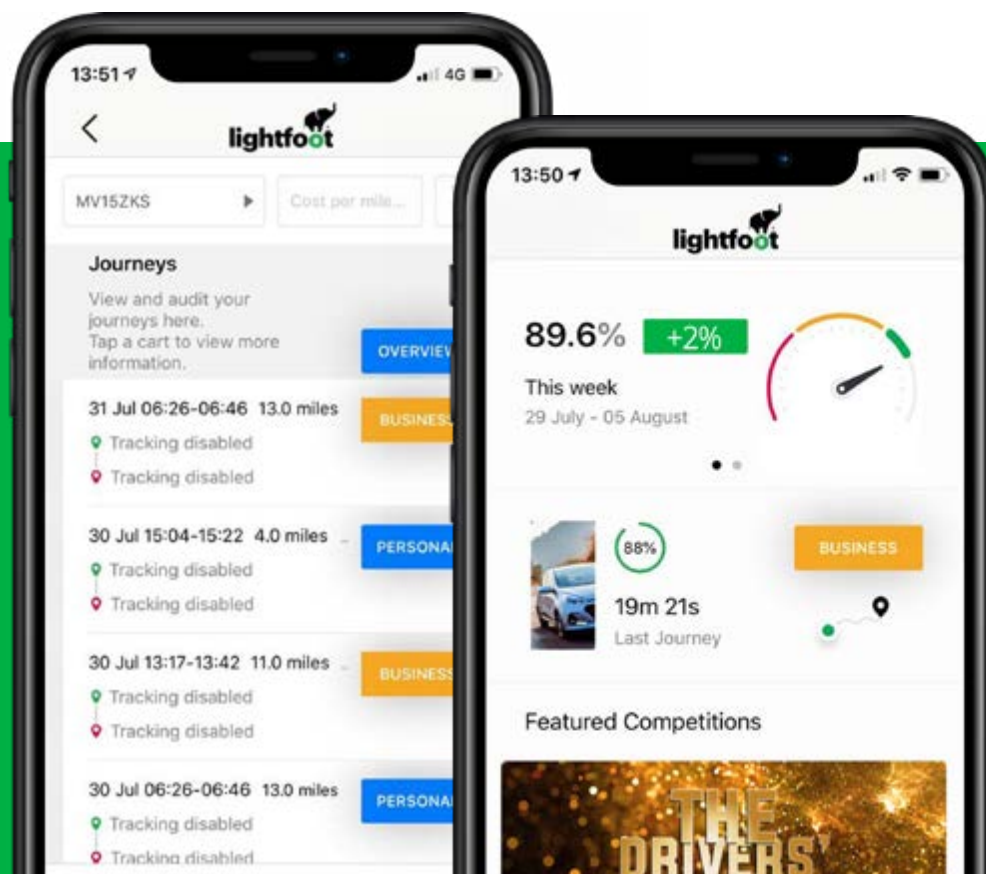 13:51
4G
lightfoot
MV15ZKS
Cost per mile...
Journeys
View and audit your
journeys here.
Tap a cart to view more
information.
OVERVIEW
31 Jul 06:26-06:46 13.0 miles
BUSINESS
Tracking disabled
Tracking disabled
30 Jul 15:04-15:22 4.0 miles
PERSONA
Tracking disabled
Tracking disabled
30 Jul 13:17-13:42 11.0 miles
BUSINESS
Tracking disabled
Tracking disabled
30 Jul 06:26-06:46 13.0 miles
PERSONA
Tracking disabled
Tracking disabled
13:50
lightfoot
89.6% +2%
This week
29 July - 05 August
88%
BUSINESS
19m 21s
Last Journey
Featured Competitions
THE
DRIVERS'